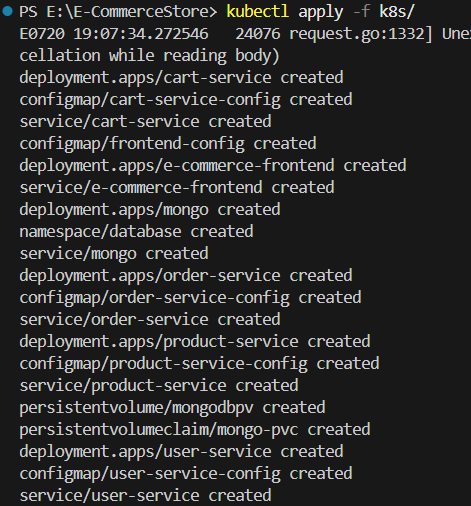 PS E:\E-CommerceStore> kubectl apply -f k8s/
E0720 19:07:34.272546   24076 request.go:1332] Une
cellation while reading body)
deployment.apps/cart-service created
configmap/cart-service-config created
service/cart-service created
configmap/frontend-config created
deployment.apps/e-commerce-frontend created
service/e-commerce-frontend created
deployment.apps/mongo created
namespace/database created
service/mongo created
deployment.apps/order-service created
configmap/order-service-config created
service/order-service created
deployment.apps/product-service created
configmap/product-service-config created
service/product-service created
persistentvolume/mongodbpv created
persistentvolumeclaim/mongo-pvc created
deployment.apps/user-service created
configmap/user-service-config created
service/user-service created